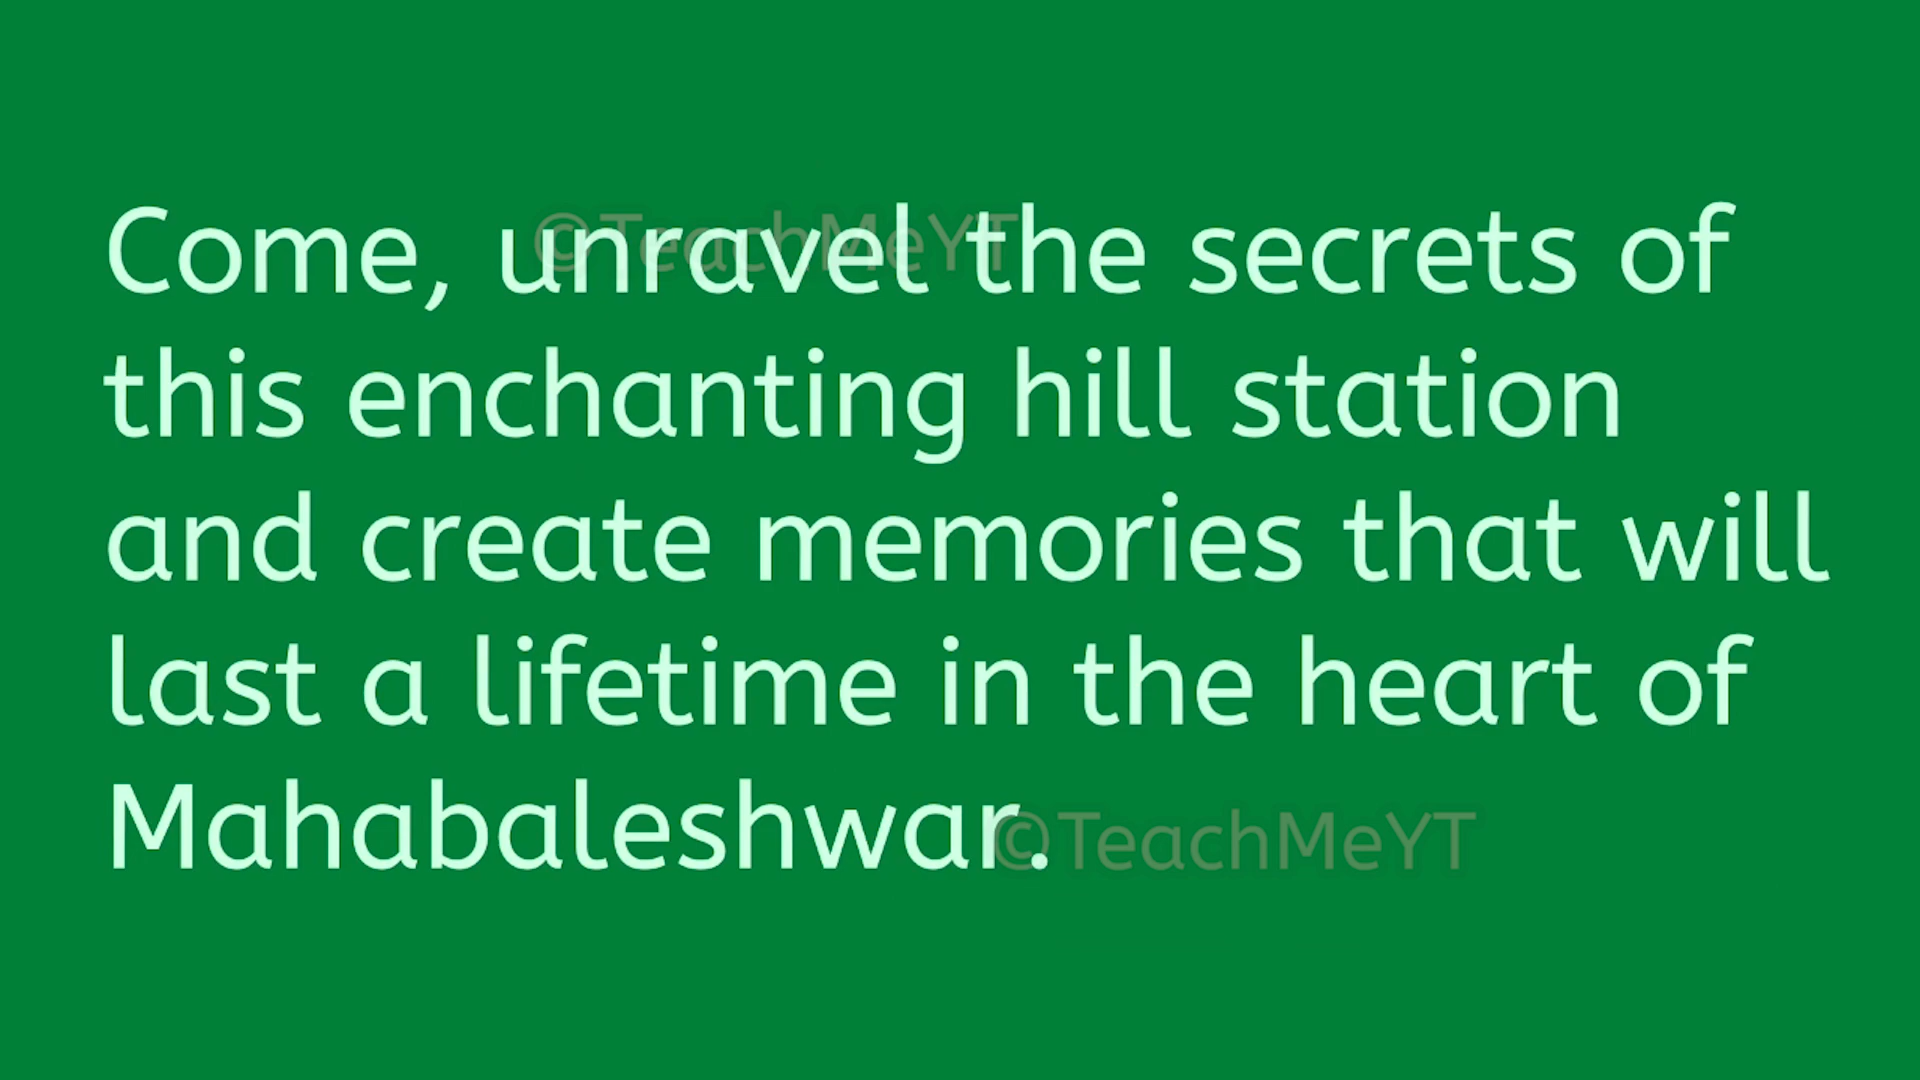 ©TeachMeYT
Come, unravel the secrets of
this enchanting hill station
and create memories that will
last a lifetime in the heart of
Mahabaleshwar.
©TeachMeYT